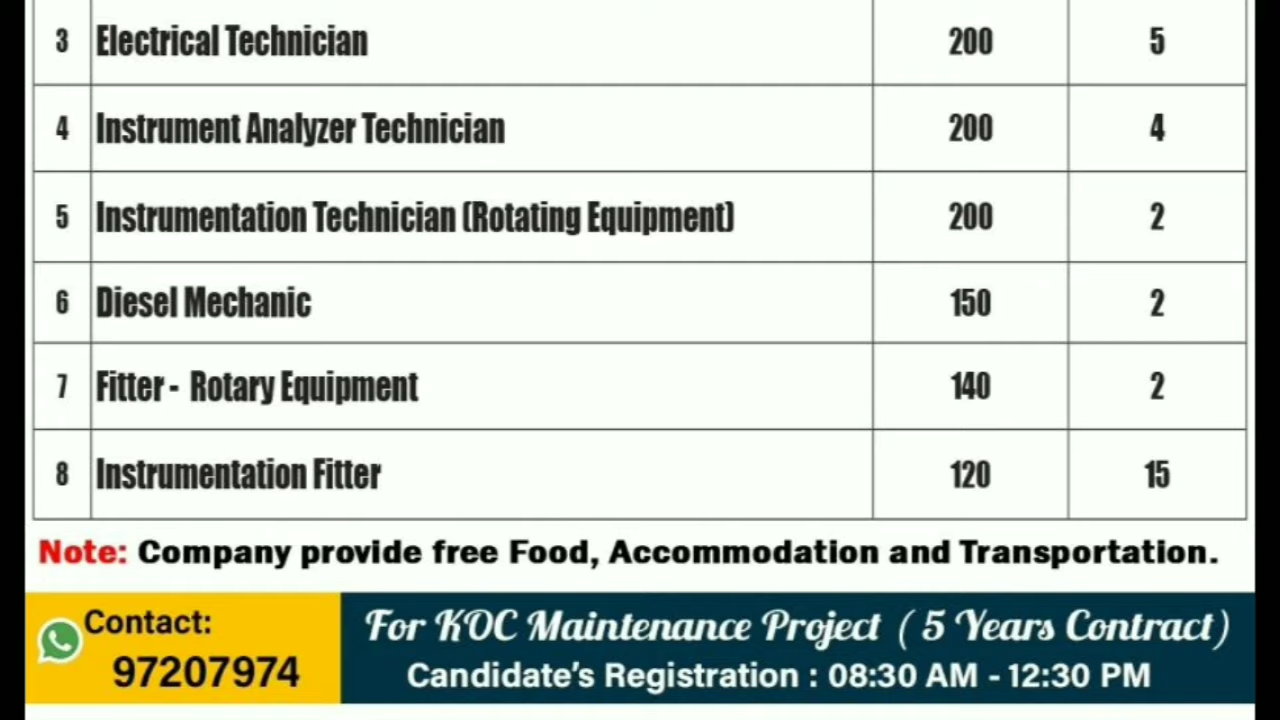 3 Electrical Technician 200 5
4 Instrument Analyzer Technician 200 4
5 Instrumentation Technician (Rotating Equipment) 200 2
6 Diesel Mechanic 150 2
7 Fitter - Rotary Equipment 140 2
8 Instrumentation Fitter 120 15
Note: Company provide free Food, Accommodation and Transportation.
Contact:
97207974
For KOC Maintenance Project ( 5 Years Contract)
Candidate's Registration : 08:30 AM - 12:30 PM